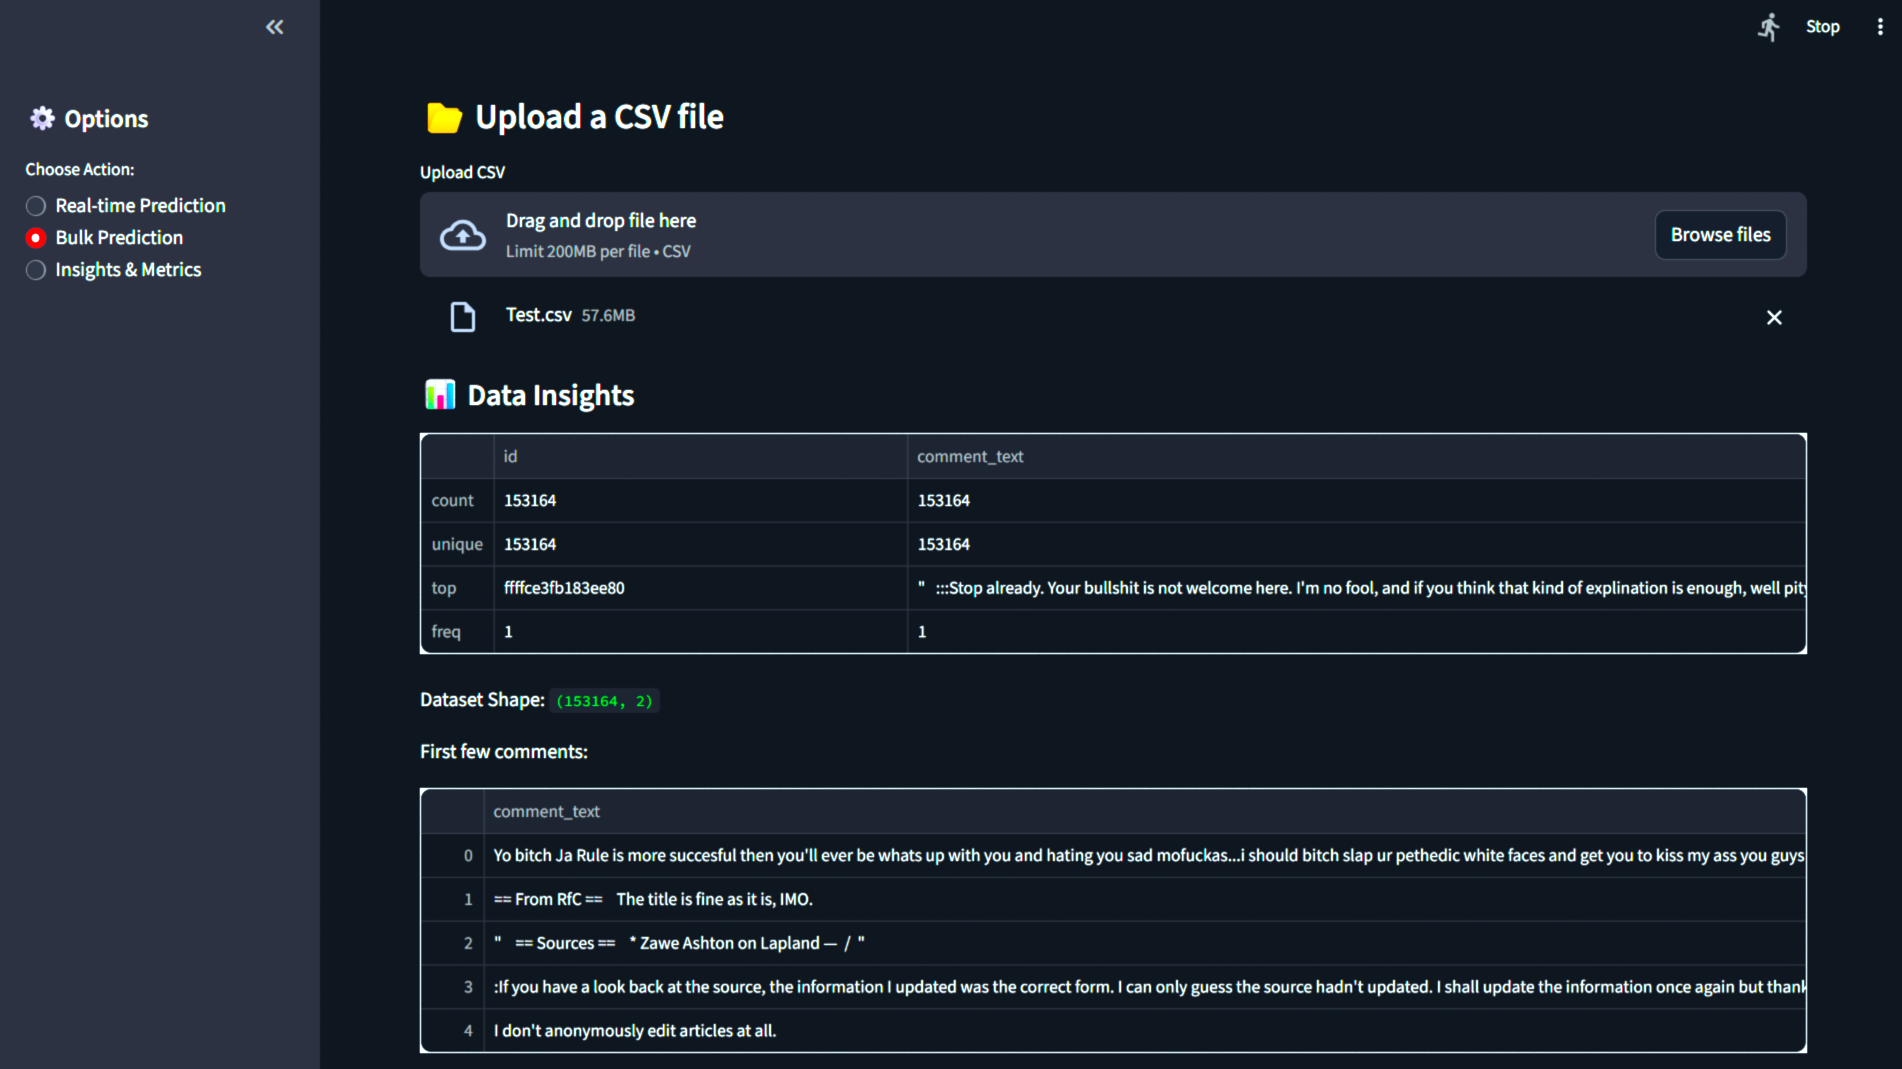 Stop
Options
Choose Action:
Real-time Prediction
Bulk Prediction
Insights & Metrics
Upload a CSV file
Upload CSV
Drag and drop file here
Limit 200MB per file • CSV
Browse files
Test.csv 57.6MB
Data Insights
id comment_text
count 153164 153164
unique 153164 153164
top ffffce3fb183ee80 " :::Stop already. Your bullshit is not welcome here. I'm no fool, and if you think that kind of explination is enough, well pity
freq 1 1
Dataset Shape: (153164, 2)
First few comments:
comment_text
0 Yo bitch Ja Rule is more succesful then you'll ever be whats up with you and hating you sad mofuckas...i should bitch slap ur pethedic white faces and get you to kiss my ass you guys
1 == From RfC == The title is fine as it is, IMO.
2 " == Sources == * Zawe Ashton on Lapland — / "
3 :If you have a look back at the source, the information I updated was the correct form. I can only guess the source hadn't updated. I shall update the information once again but thank
4 I don't anonymously edit articles at all.